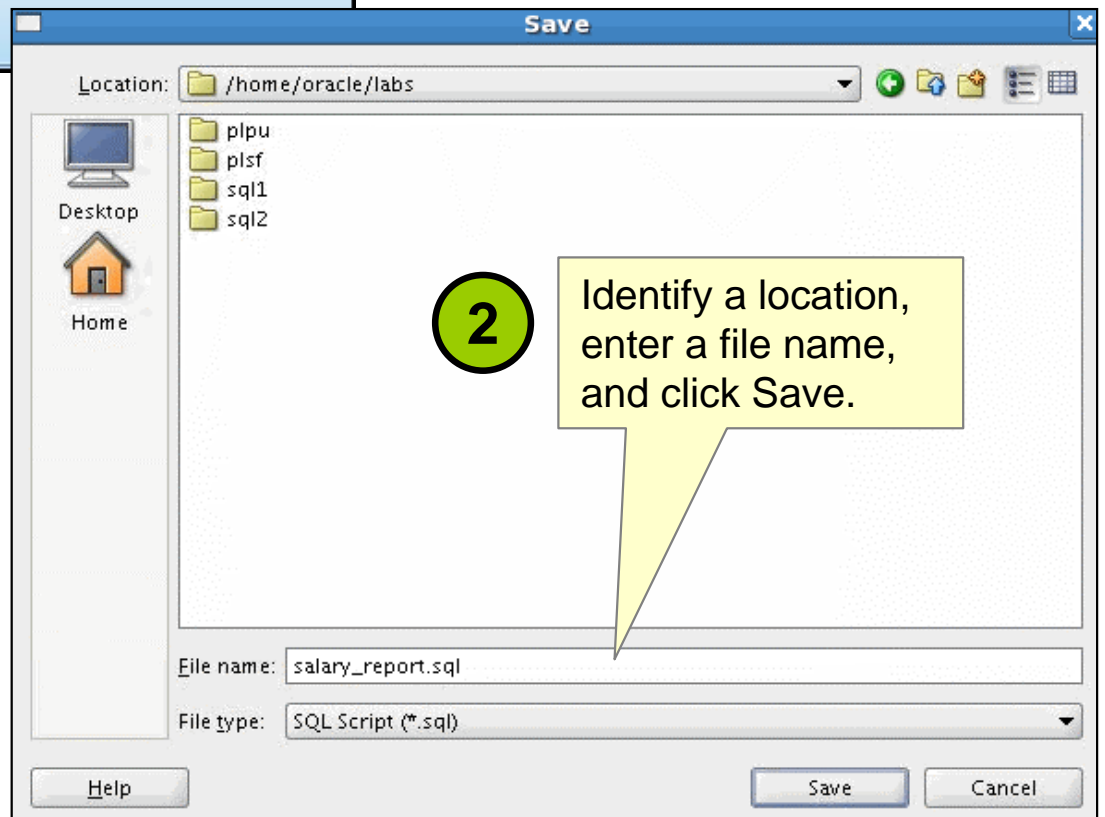 Save
Location: /home/oracle/labs
plpu
plsf
sql1
sql2
Desktop
Home
2
Identify a location,
enter a file name,
and click Save.
File name: salary_report.sql
File type: SQL Script (*.sql)
Help Save Cancel